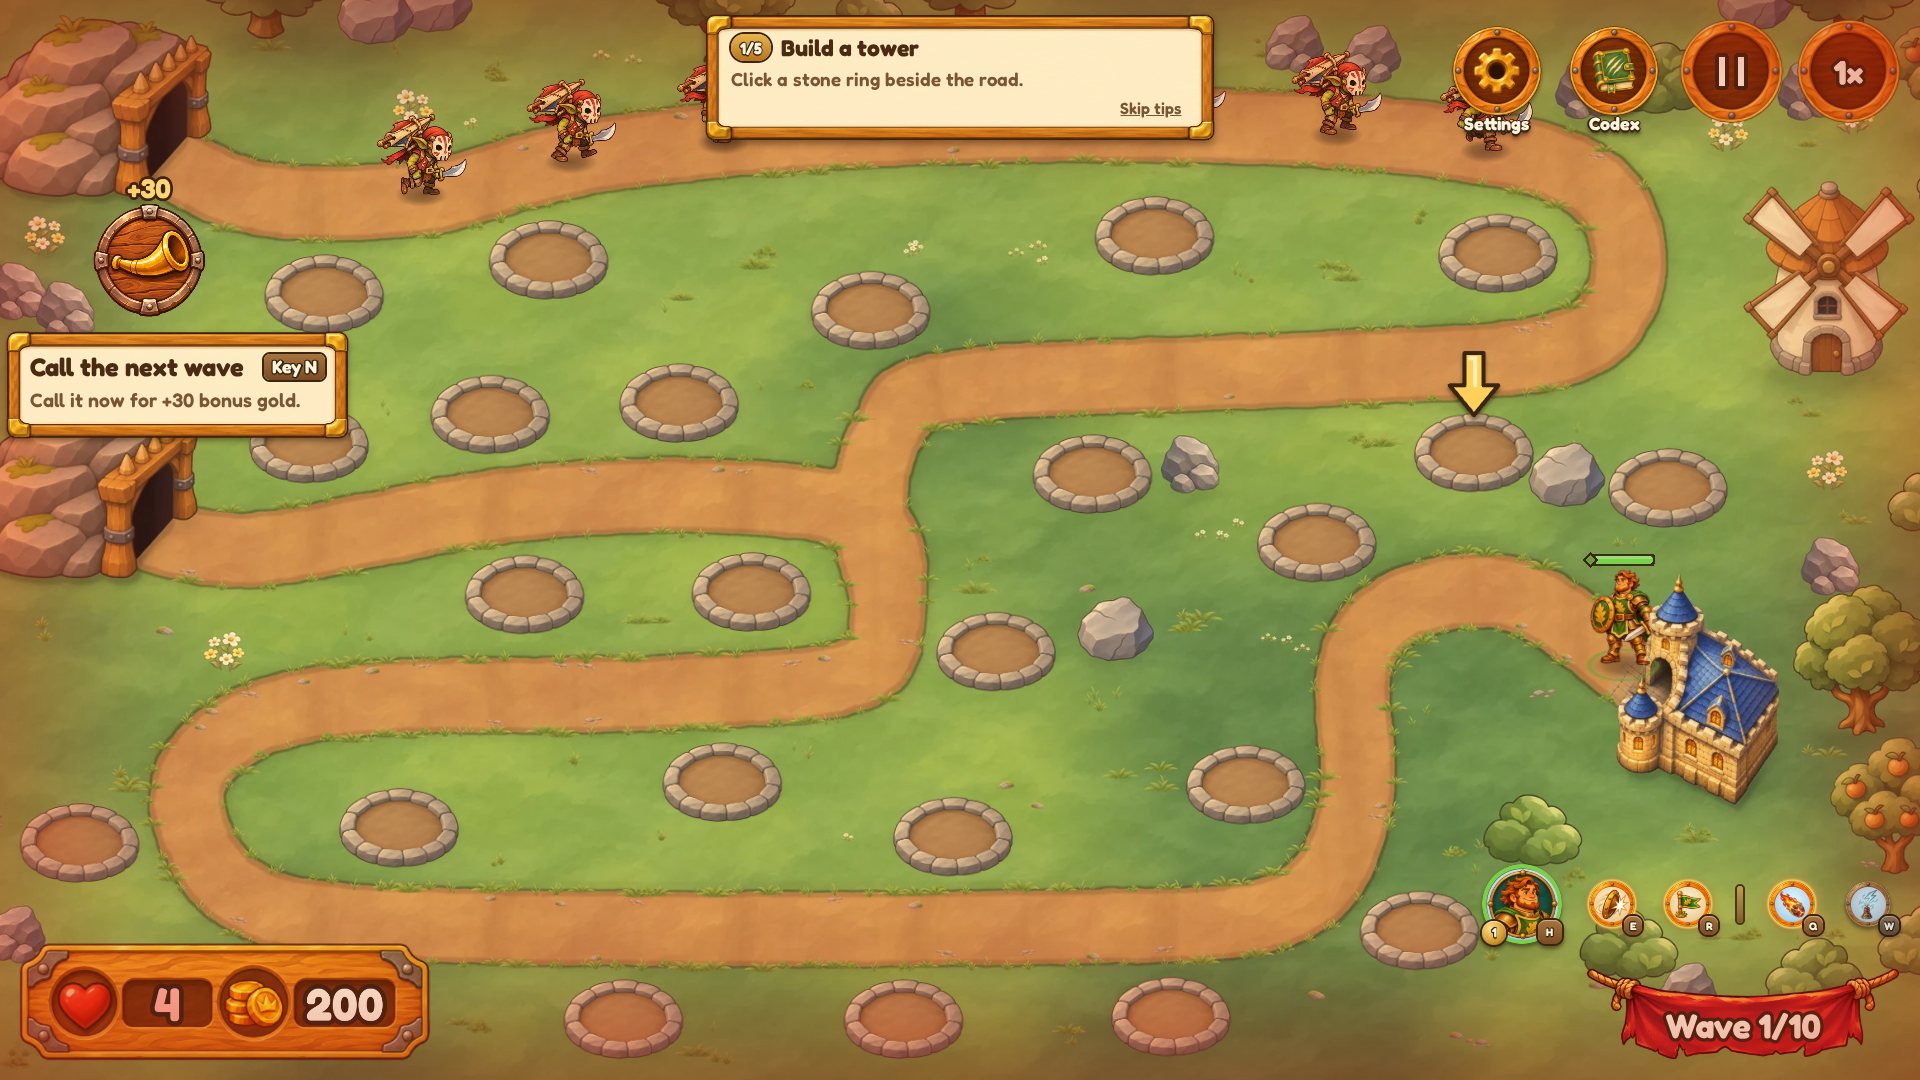 1/5 Build a tower
Click a stone ring beside the road.
Skip tips
Settings
Codex
1x
+30
Call the next wave Key N
Call it now for +30 bonus gold.
1
H
E
R
Q
W
4
200
Wave 1/10